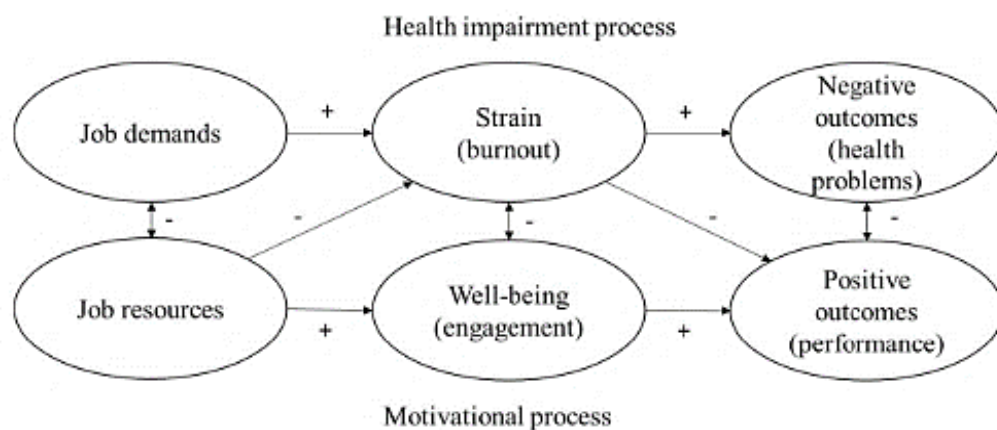 Health impairment process
Job demands
+
Strain
(burnout)
+
Negative
outcomes
(health
problems)
-
-
-
-
-
Job resources
+
Well-being
(engagement)
+
Positive
outcomes
(performance)
Motivational process